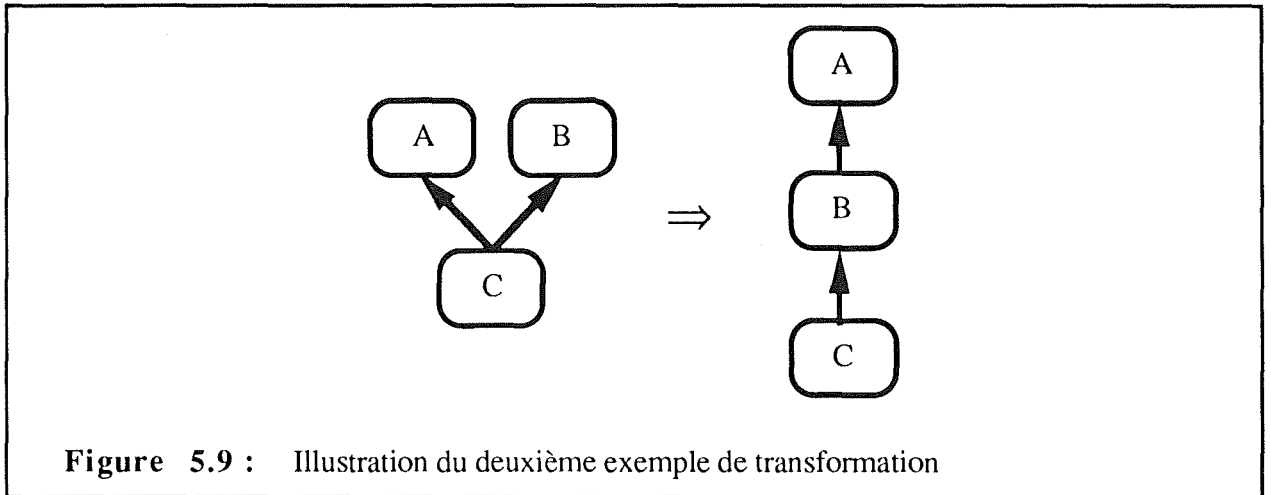 A
A B
⇒
B
C
C
Figure 5.9 : Illustration du deuxième exemple de transformation